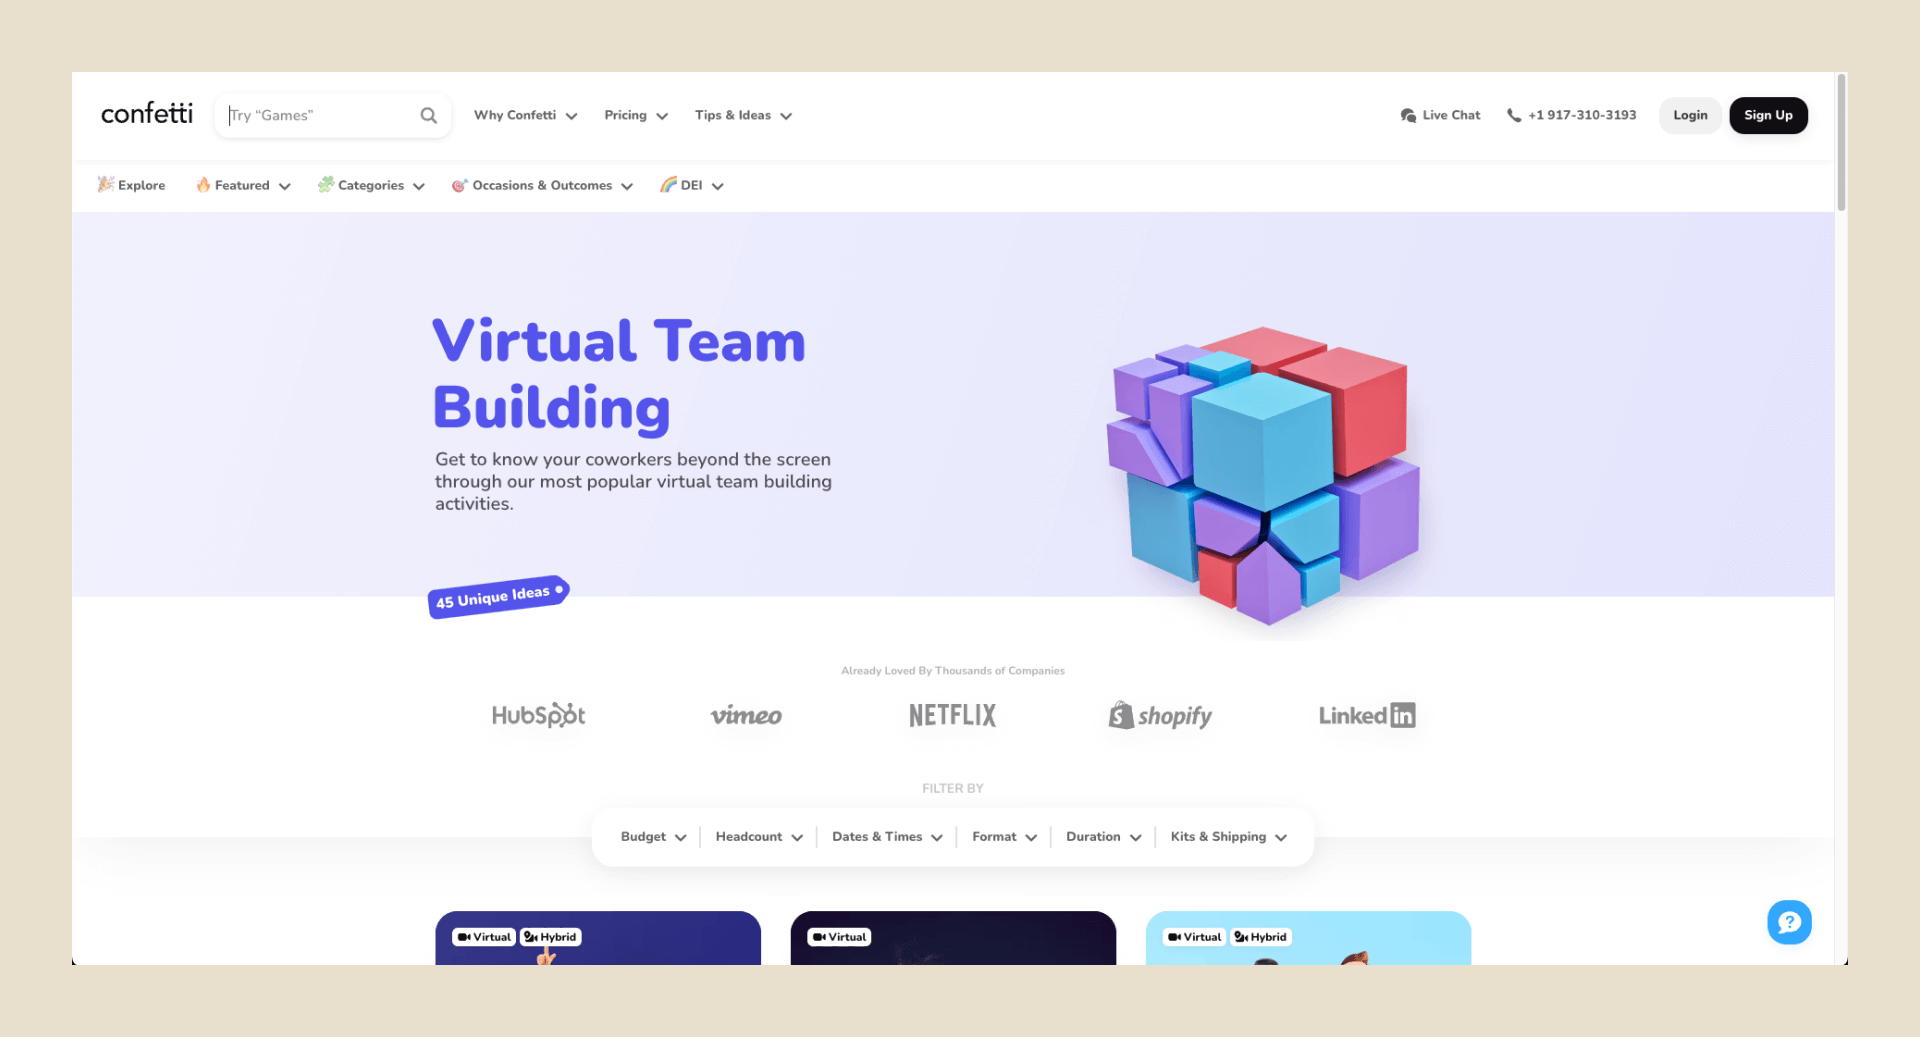 confetti
Try “Games”
Why Confetti
Pricing
Tips & Ideas
Live Chat
+1 917-310-3193
Login
Sign Up
Explore
Featured
Categories
Occasions & Outcomes
DEI
Virtual Team
Building
Get to know your coworkers beyond the screen
through our most popular virtual team building
activities.
45 Unique Ideas
Already Loved By Thousands of Companies
HubSpot
vimeo
NETFLIX
shopify
Linked in
FILTER BY
Budget
Headcount
Dates & Times
Format
Duration
Kits & Shipping
Virtual
Hybrid
Virtual
Virtual
Hybrid